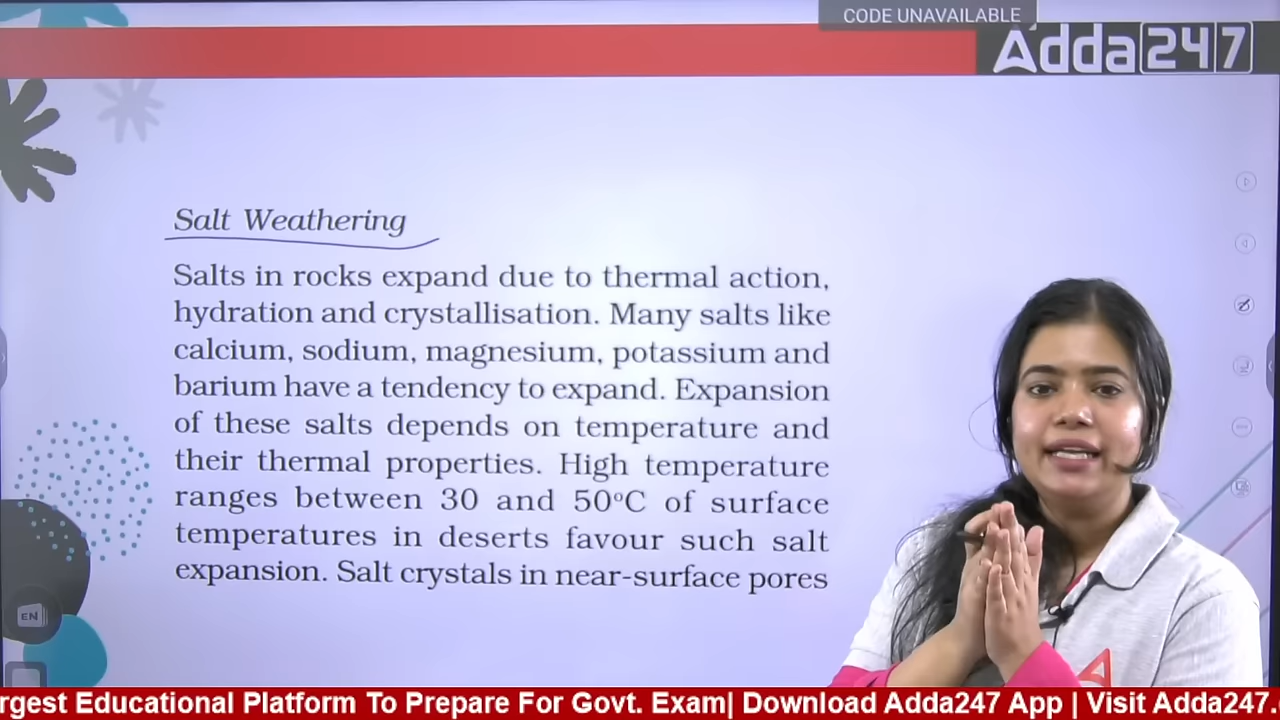 CODE UNAVAILABLE
Adda247
Salt Weathering
Salts in rocks expand due to thermal action,
hydration and crystallisation. Many salts like
calcium, sodium, magnesium, potassium and
barium have a tendency to expand. Expansion
of these salts depends on temperature and
their thermal properties. High temperature
ranges between 30 and 50°C of surface
temperatures in deserts favour such salt
expansion. Salt crystals in near-surface pores
EN
rgest Educational Platform To Prepare For Govt. Exam| Download Adda247 App | Visit Adda247.